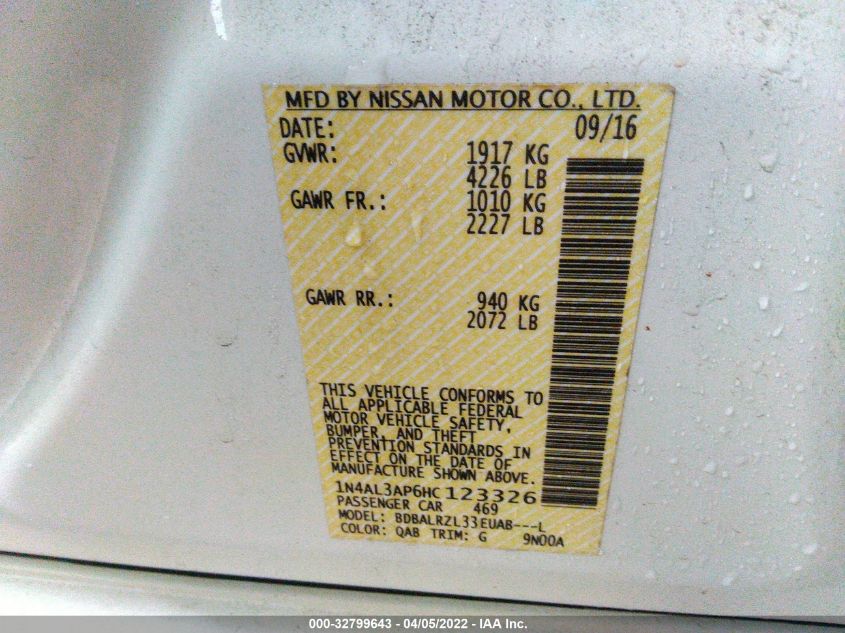 MFD BY NISSAN MOTOR CO., LTD.
DATE: 09/16
GVWR: 1917 KG
4226 LB
GAWR FR.: 1010 KG
2227 LB
GAWR RR.: 940 KG
2072 LB
THIS VEHICLE CONFORMS TO
ALL APPLICABLE FEDERAL
MOTOR VEHICLE SAFETY,
BUMPER, AND THEFT
PREVENTION STANDARDS IN
EFFECT ON THE DATE OF
MANUFACTURE SHOWN ABOVE.
1N4AL3AP6HC123326
PASSENGER CAR 469
MODEL: BDBALRZL33EUAB---L
COLOR: QAB TRIM: G 9N00A
000-32799643 - 04/05/2022 - IAA Inc.